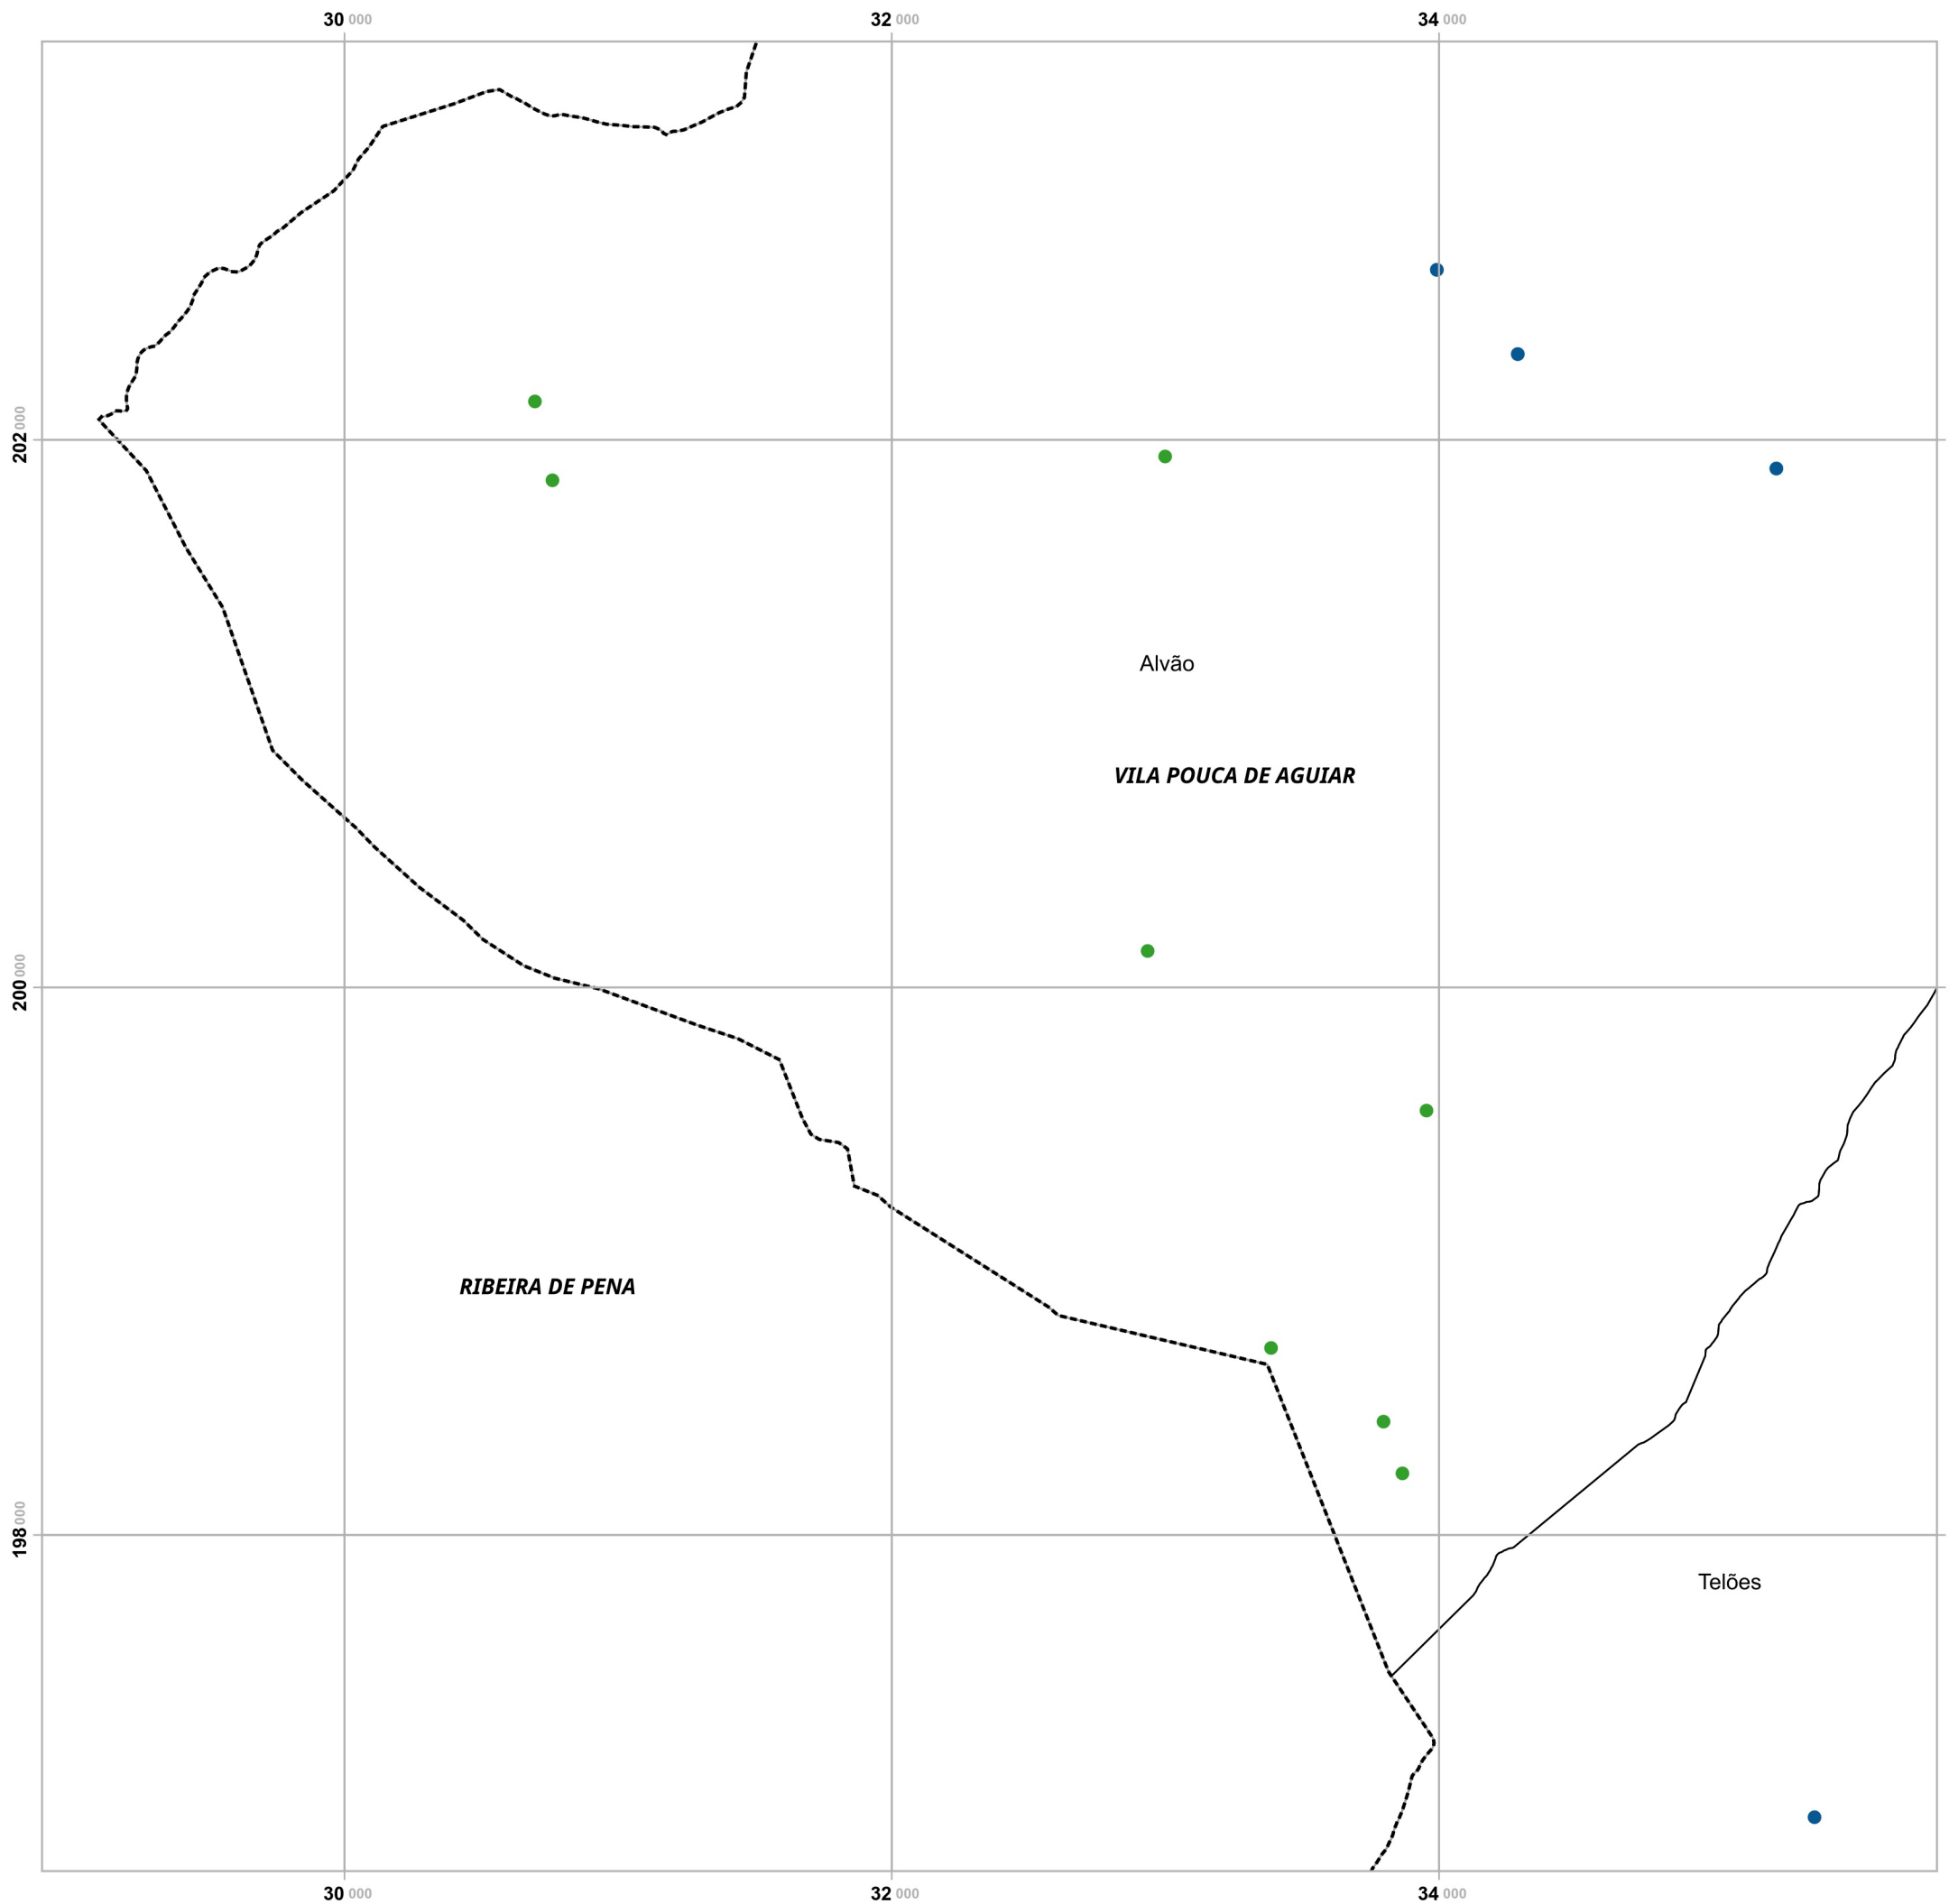 30 000
32 000
34 000
202 000
Alvão
VILA POUCA DE AGUIAR
200 000
RIBEIRA DE PENA
198 000
Telões
30 000
32 000
34 000